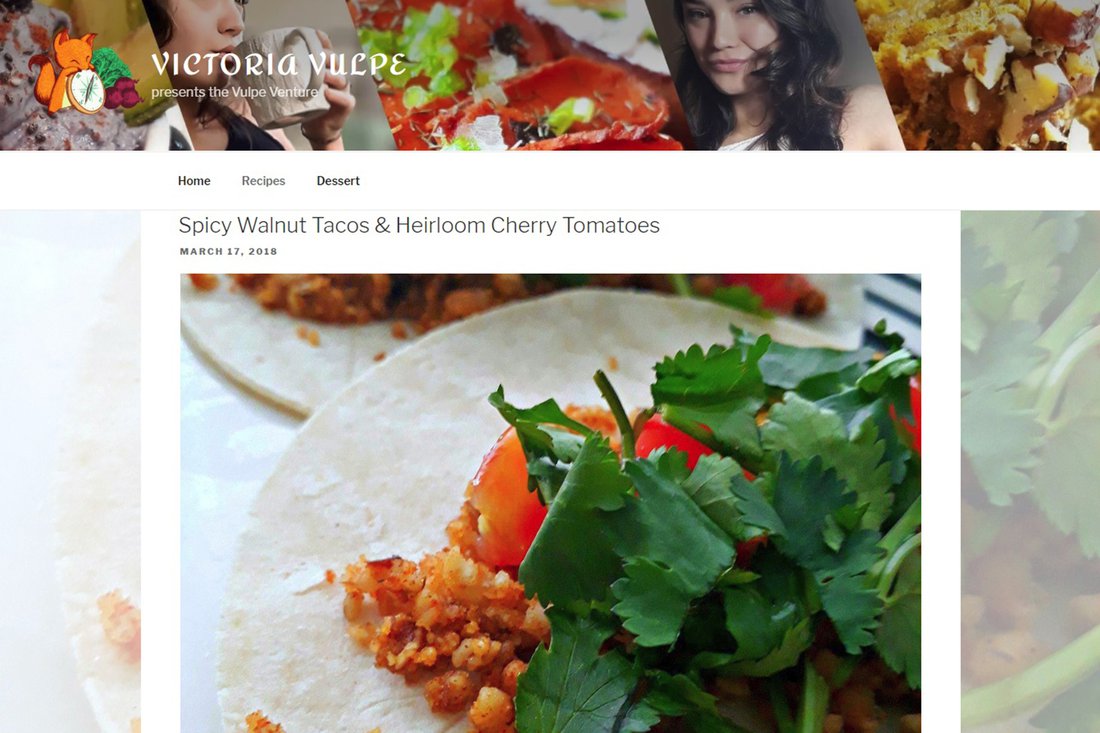 VICTORIA VULPE
presents the Vulpe Venture
Home Recipes Dessert
Spicy Walnut Tacos & Heirloom Cherry Tomatoes
MARCH 17, 2018